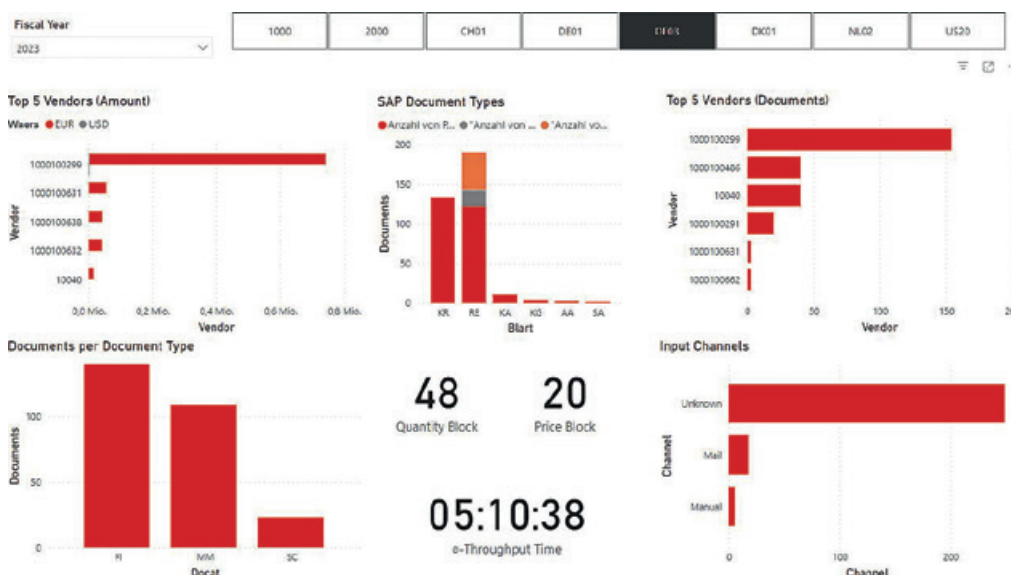 Fiscal Year
2023
1000 2000 CH01 DE01 DE03 DK01 NL02 US20
Top 5 Vendors (Amount)
Waers EUR USD
Vendor
1000100299
1000100631
1000100638
1000100632
10040
0,0 Mio. 0,2 Mio. 0,4 Mio. 0,6 Mio. 0,8 Mio.
Vendor
SAP Document Types
Anzahl von R... "Anzahl von ... "Anzahl vo...
Documents
200
150
100
50
0
KR RE KA KG AA SA
Blart
Top 5 Vendors (Documents)
Vendor
1000100299
1000100486
10040
1000100291
1000100631
1000100662
0 50 100 150
Vendor
Documents per Document Type
Documents
100
50
0
FI MM SC
Docat
48
Quantity Block
20
Price Block
05:10:38
e-Throughput Time
Input Channels
Channel
Unknown
Mail
Manual
0 100 200
Channel